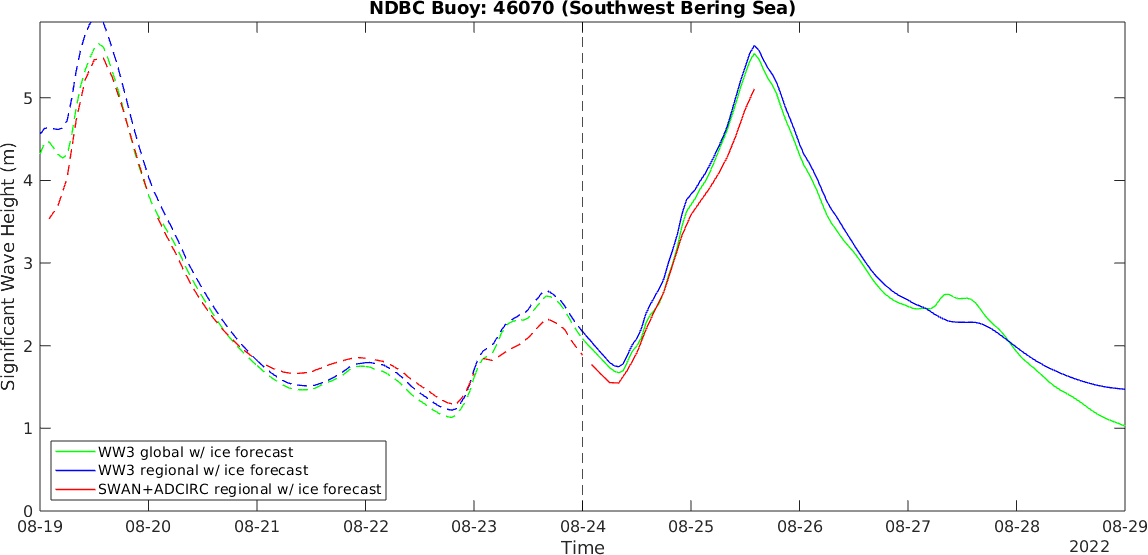 NDBC Buoy: 46070 (Southwest Bering Sea)
Significant Wave Height (m)
5
4
3
2
1
0
WW3 global w/ ice forecast
WW3 regional w/ ice forecast
SWAN+ADCIRC regional w/ ice forecast
08-19 08-20 08-21 08-22 08-23 08-24 08-25 08-26 08-27 08-28 08-29
Time
2022